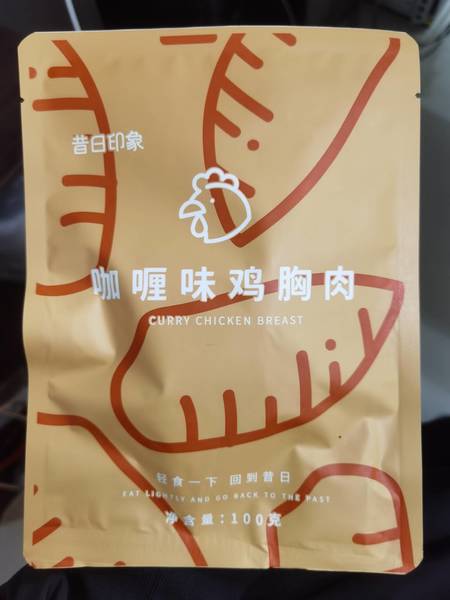 昔日印象
咖喱味鸡胸肉
CURRY CHICKEN BREAST
轻食一下 回到昔日
EAT LIGHTLY AND GO BACK TO THE PAST
净含量:100克